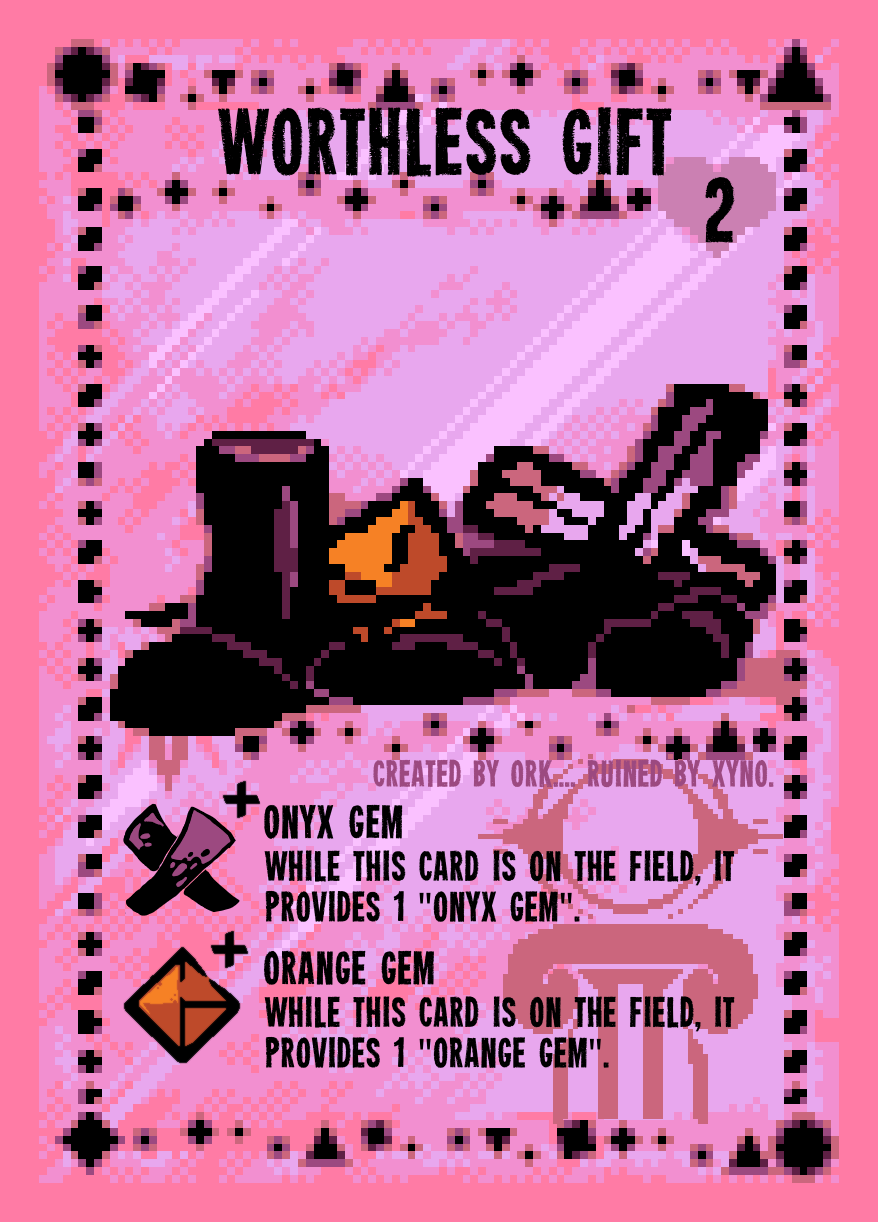 WORTHLESS GIFT
2
CREATED BY ORK.... RUINED BY XYNO.
ONYX GEM
WHILE THIS CARD IS ON THE FIELD, IT
PROVIDES 1 "ONYX GEM".
ORANGE GEM
WHILE THIS CARD IS ON THE FIELD, IT
PROVIDES 1 "ORANGE GEM".